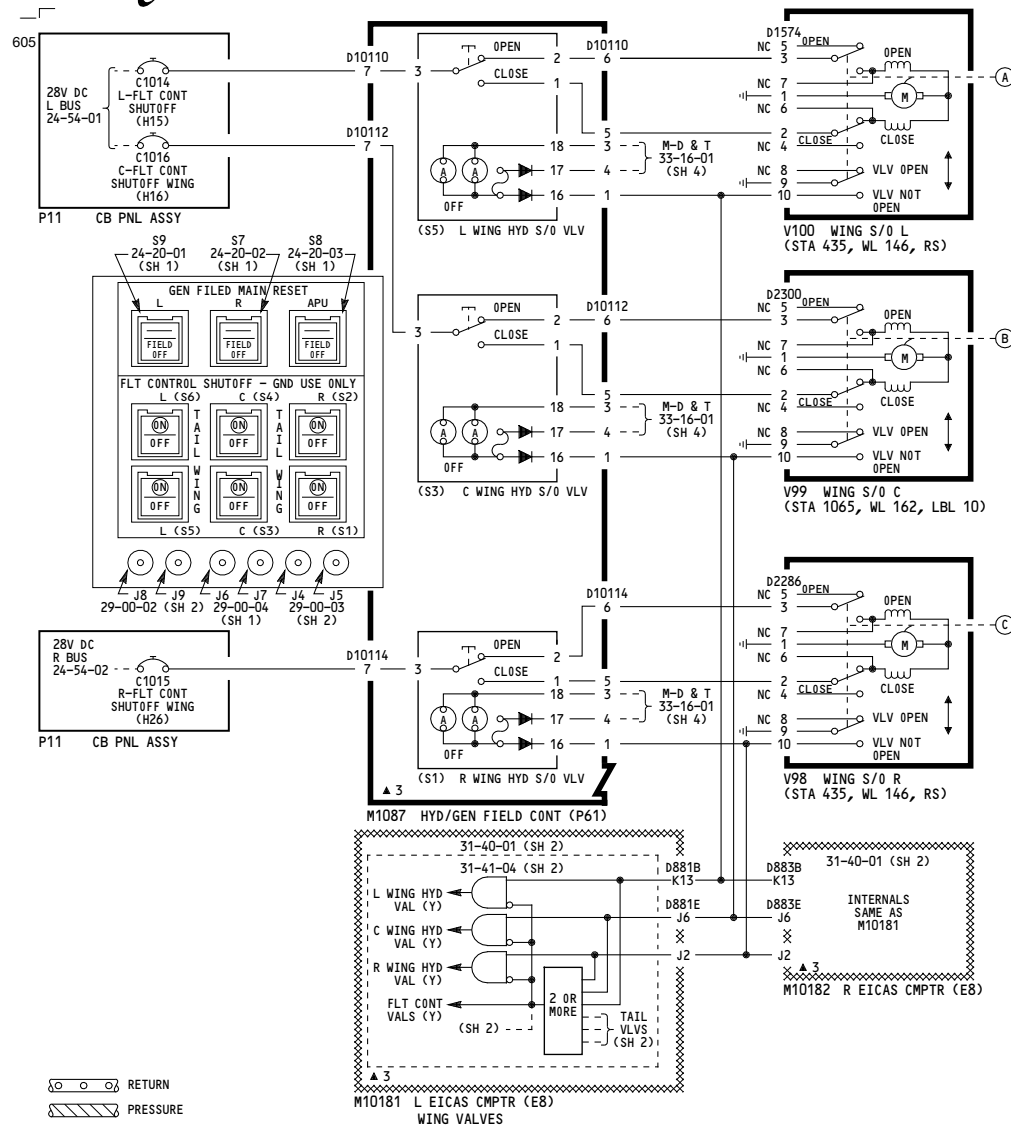 605
28V DC
L BUS
24-54-01
C1014
L-FLT CONT
SHUTOFF
(H15)
C1016
C-FLT CONT
SHUTOFF WING
(H16)
P11 CB PNL ASSY
D10110
7
D10112
7
3
OPEN
2
CLOSE
1
18
17
16
A
A
OFF
(S5) L WING HYD S/O VLV
D10110
6
5
3
4
1
M-D & T
33-16-01
(SH 4)
D1574
NC 5
3
NC 7
1
NC 6
2
NC 4
NC 8
9
10
OPEN
OPEN
M
CLOSE
CLOSE
VLV OPEN
VLV NOT
OPEN
A
V100 WING S/O L
(STA 435, WL 146, RS)
S9
24-20-01
(SH 1)
S7
24-20-02
(SH 1)
S8
24-20-03
(SH 1)
GEN FILED MAIN RESET
L R APU
FIELD
OFF
FIELD
OFF
FIELD
OFF
FLT CONTROL SHUTOFF – GND USE ONLY
L (S6) C (S4) R (S2)
ON
OFF
ON
OFF
ON
OFF
TAIL
TAIL
WING
WING
ON
OFF
ON
OFF
ON
OFF
L (S5) C (S3) R (S1)
J8
29-00-02
J9
(SH 2)
J6
29-00-04
J7
(SH 1)
J4
29-00-03
J5
(SH 2)
3
OPEN
2
CLOSE
1
18
17
16
A
A
OFF
(S3) C WING HYD S/O VLV
D10112
6
5
3
4
1
M-D & T
33-16-01
(SH 4)
D2300
NC 5
3
NC 7
1
NC 6
2
NC 4
NC 8
9
10
OPEN
OPEN
M
CLOSE
CLOSE
VLV OPEN
VLV NOT
OPEN
B
V99 WING S/O C
(STA 1065, WL 162, LBL 10)
28V DC
R BUS
24-54-02
C1015
R-FLT CONT
SHUTOFF WING
(H26)
P11 CB PNL ASSY
D10114
7
3
OPEN
2
CLOSE
1
18
17
16
A
A
OFF
(S1) R WING HYD S/O VLV
D10114
6
5
3
4
1
M-D & T
33-16-01
(SH 4)
D2286
NC 5
3
NC 7
1
NC 6
2
NC 4
NC 8
9
10
OPEN
OPEN
M
CLOSE
CLOSE
VLV OPEN
VLV NOT
OPEN
C
V98 WING S/O R
(STA 435, WL 146, RS)
▲ 3
M1087 HYD/GEN FIELD CONT (P61)
31-40-01 (SH 2)
31-41-04 (SH 2)
L WING HYD
VAL (Y)
C WING HYD
VAL (Y)
R WING HYD
VAL (Y)
FLT CONT
VALS (Y)
(SH 2)
2 OR
MORE
TAIL
VLVS
(SH 2)
▲ 3
D881B
K13
D881E
J6
J2
D883B
K13
D883E
J6
J2
31-40-01 (SH 2)
INTERNALS
SAME AS
M10181
▲ 3
M10182 R EICAS CMPTR (E8)
M10181 L EICAS CMPTR (E8)
WING VALVES
RETURN
PRESSURE